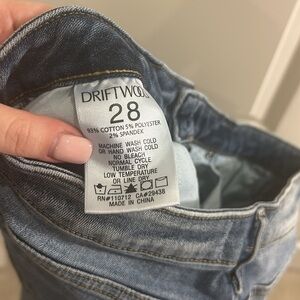 DRIFTWOO
28
93% COTTON 5% POLYESTER
2% SPANDEX
MACHINE WASH COLD
OR HAND WASH COLD
NO BLEACH
NORMAL CYCLE
TUMBLE DRY
LOW TEMPERATURE
OR LINE DRY
RN#110712 CA#29438
MADE IN CHINA